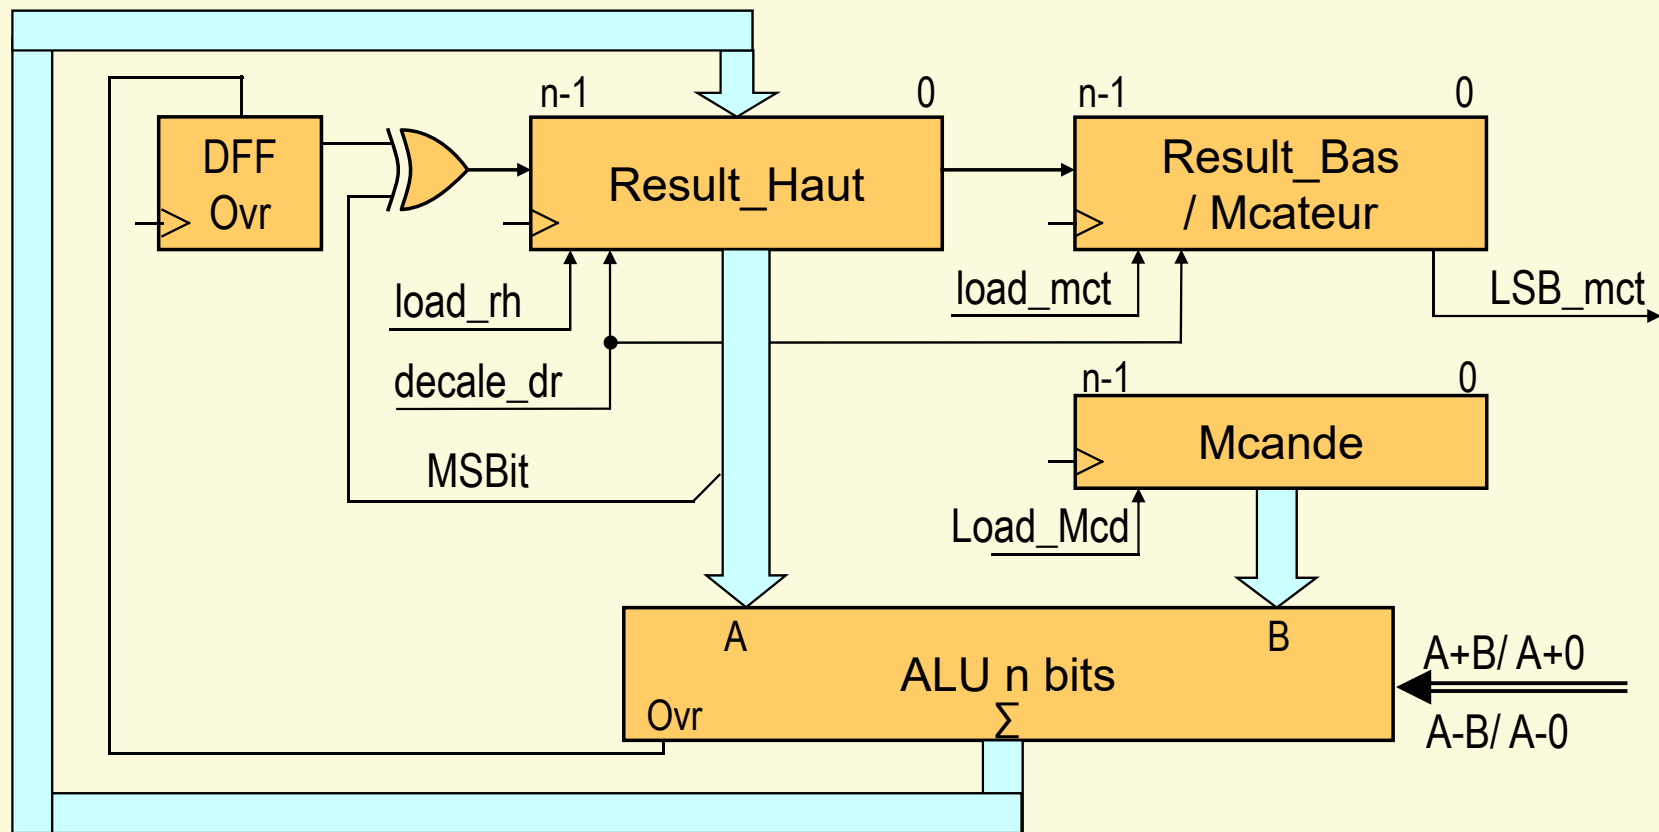 n-1
0
n-1
0
DFF
Ovr
Result_Haut
Result_Bas
/ Mcateur
load_rh
load_mct
LSB_mct
decale_dr
n-1
0
Mcande
MSBit
Load_Mcd
A
B
ALU n bits
Ovr
Σ
A+B/ A+0
A-B/ A-0